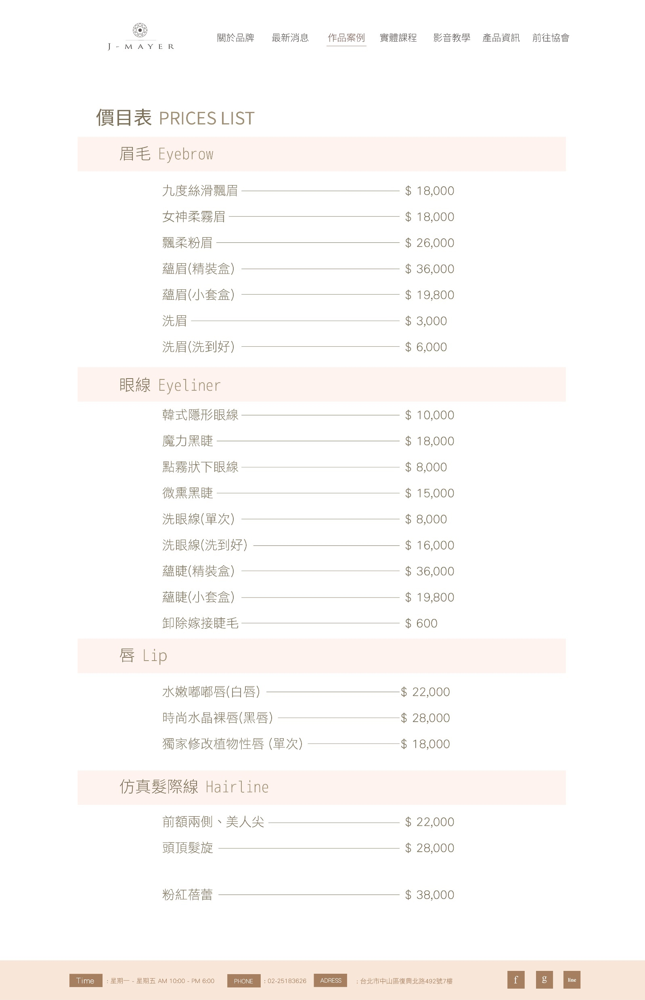 J - MAYER
關於品牌 最新消息 作品案例 實體課程 影音教學 產品資訊 前往協會
價目表 PRICES LIST
眉毛 Eyebrow
九度絲滑飄眉 $ 18,000
女神柔霧眉 $ 18,000
飄柔粉眉 $ 26,000
蘊眉(精裝盒) $ 36,000
蘊眉(小套盒) $ 19,800
洗眉 $ 3,000
洗眉(洗到好) $ 6,000
眼線 Eyeliner
韓式隱形眼線 $ 10,000
魔力黑睫 $ 18,000
點霧狀下眼線 $ 8,000
微熏黑睫 $ 15,000
洗眼線(單次) $ 8,000
洗眼線(洗到好) $ 16,000
蘊睫(精裝盒) $ 36,000
蘊睫(小套盒) $ 19,800
卸除嫁接睫毛 $ 600
唇 Lip
水嫩嘟嘟唇(白唇) $ 22,000
時尚水晶裸唇(黑唇) $ 28,000
獨家修改植物性唇 (單次) $ 18,000
仿真髮際線 Hairline
前額兩側、美人尖 $ 22,000
頭頂髮旋 $ 28,000
粉紅蓓蕾 $ 38,000
Time : 星期一 - 星期五 AM 10:00 - PM 6:00 PHONE : 02-25183626 ADRESS : 台北市中山區復興北路492號7樓 f g line